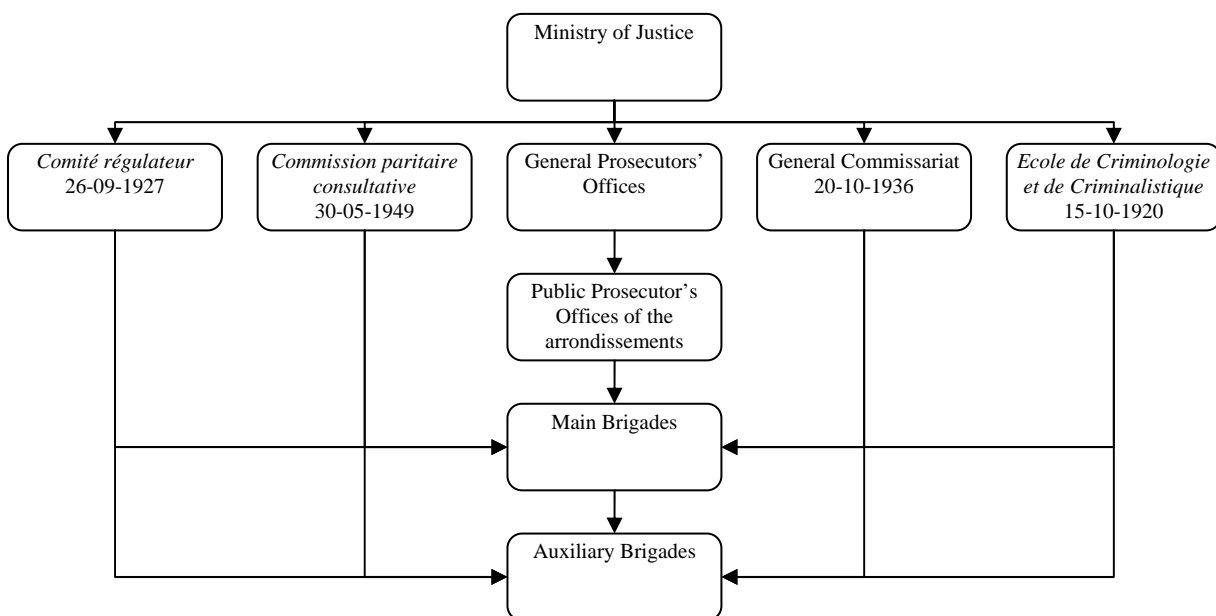 Ministry of Justice
Comité régulateur
26-09-1927
Commission paritaire
consultative
30-05-1949
General Prosecutors’
Offices
General Commissariat
20-10-1936
Ecole de Criminologie
et de Criminalistique
15-10-1920
Public Prosecutor’s
Offices of the
arrondissements
Main Brigades
Auxiliary Brigades